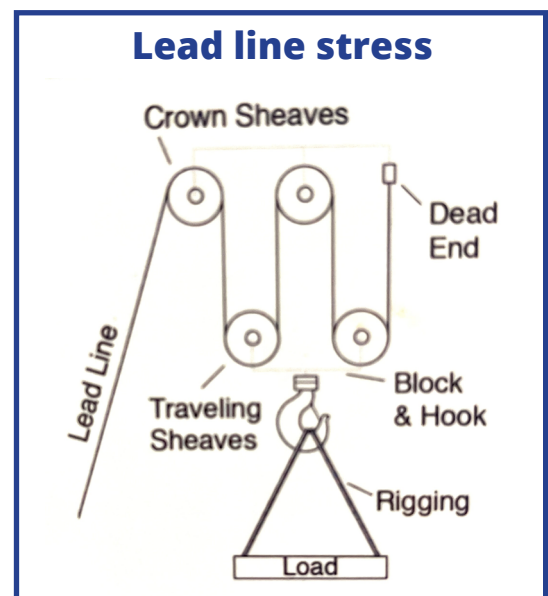 Lead line stress
Crown Sheaves
Dead
End
Lead Line
Traveling
Sheaves
Block
& Hook
Rigging
Load